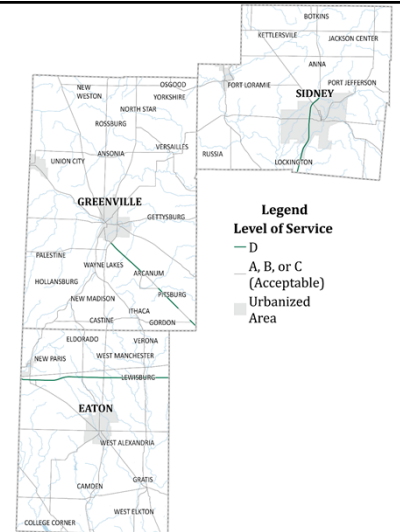 BOTKINS
KETTLERSVILE
JACKSON CENTER
ANNA
FORT LORAMIE
PORT JEFFERSON
SIDNEY
RUSSIA
LOCKINGTON
NEW
WESTON
OSGOOD
YORKSHIRE
NORTH STAR
ROSSBURG
VERSAILLES
ANSONIA
UNION CITY
GREENVILLE
GETTYSBURG
PALESTINE
WAYNE LAKES
ARCANUM
HOLLANSBURG
PITSBURG
NEW MADISON
ITHACA
CASTINE
GORDON
ELDORADO
VERONA
NEW PARIS
WEST MANCHESTER
LEWISBURG
EATON
WEST ALEXANDRIA
GRATIS
CAMDEN
WEST ELKTON
COLLEGE CORNER
Legend
Level of Service
D
A, B, or C
(Acceptable)
Urbanized
Area